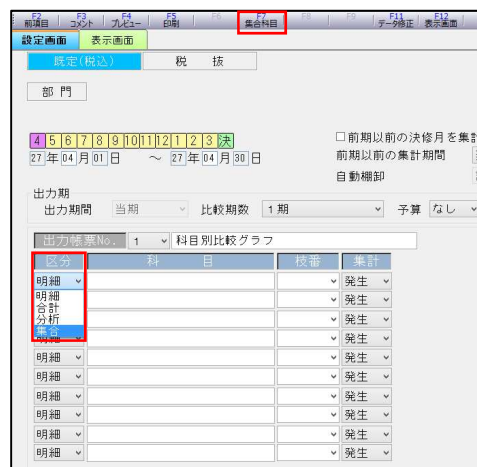 F2 F3 F4 F5 F6 F7 F8 F9 F11 F12
前項目 コメント プレビュー 印刷 集合科目 データ修正 表示画面
設定画面 表示画面
既定(税込) 税 抜
部 門
4 5 6 7 8 9 10 11 12 1 2 3 決
□前期以前の決修月を集計
27 年 04 月 01 日 ～ 27 年 04 月 30 日
前期以前の集計期間
自動棚卸
出力期
出力期間 当期 比較期数 1 期 予算 なし
出力帳票No. 1 科目別比較グラフ
区分 科 目 枝番 集計
明細 発生
明細
合計
分析
集合
発生
発生
明細 発生
明細 発生
明細 発生
明細 発生
明細 発生
明細 発生
明細 発生